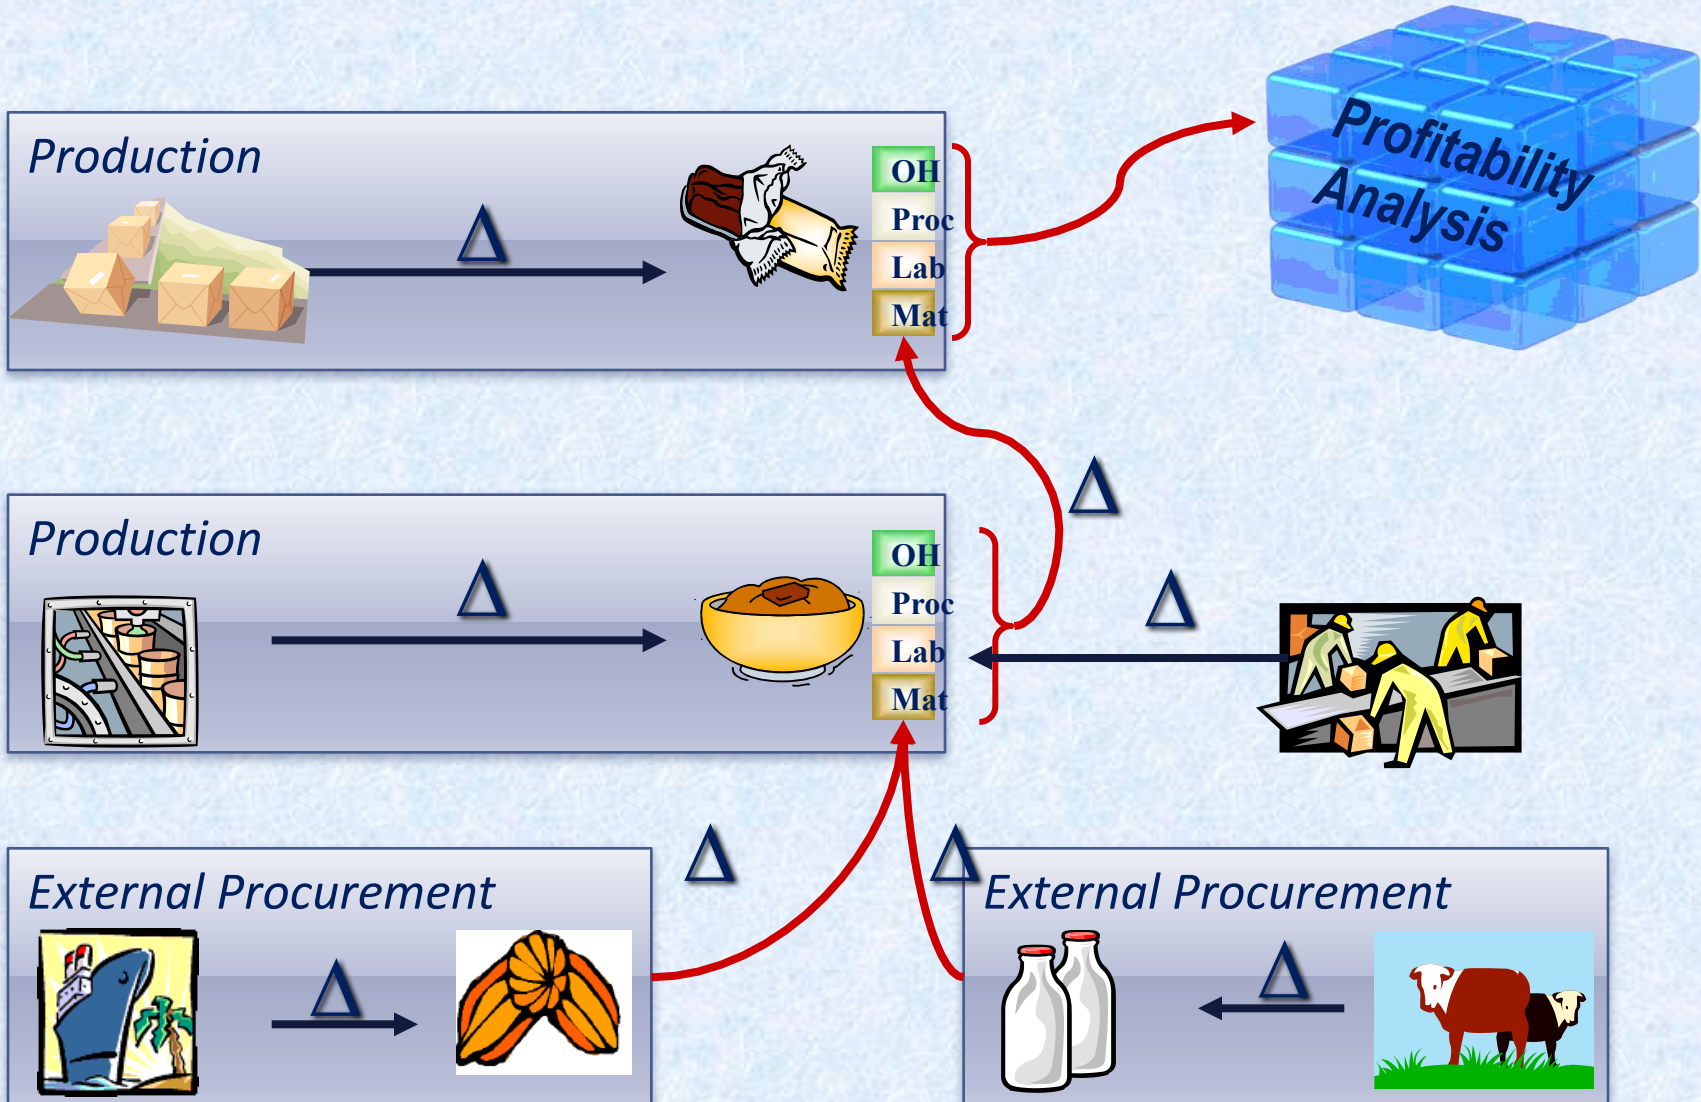 Profitability
Analysis
Production
Δ
OH
Proc
Lab
Mat
Production
Δ
OH
Proc
Lab
Mat
Δ
Δ
External Procurement
Δ
Δ
Δ
External Procurement
Δ